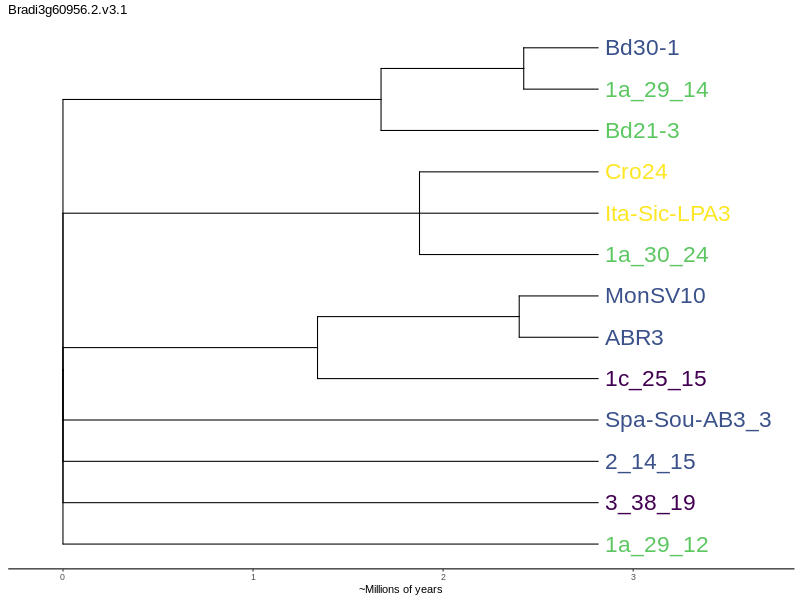 Bradi3g60956.2.v3.1
Bd30-1
1a_29_14
Bd21-3
Cro24
Ita-Sic-LPA3
1a_30_24
MonSV10
ABR3
1c_25_15
Spa-Sou-AB3_3
2_14_15
3_38_19
1a_29_12
0 1 2 3
~Millions of years